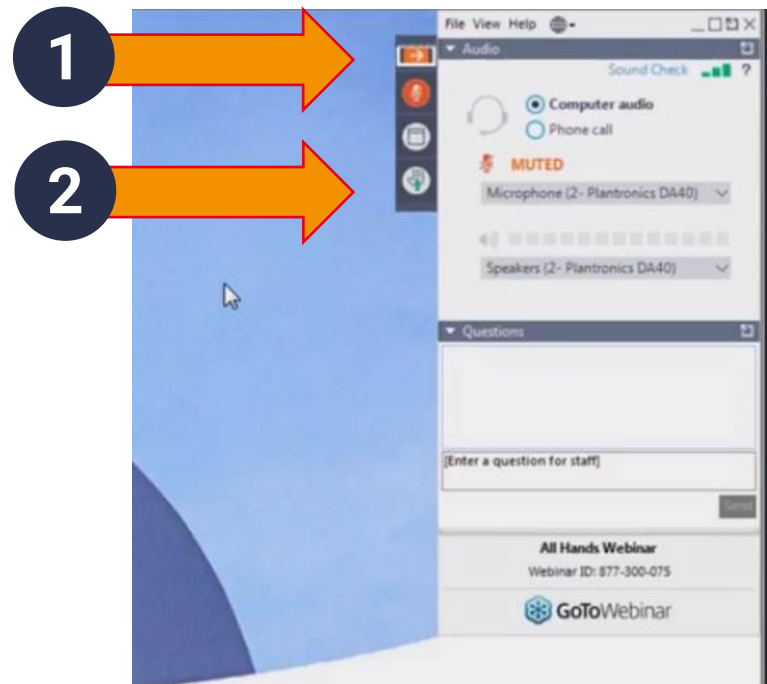 1
2
File View Help
Audio
Sound Check ?
Computer audio
Phone call
MUTED
Microphone (2- Plantronics DA40)
Speakers (2- Plantronics DA40)
Questions
[Enter a question for staff]
Send
All Hands Webinar
Webinar ID: 877-300-075
GoToWebinar